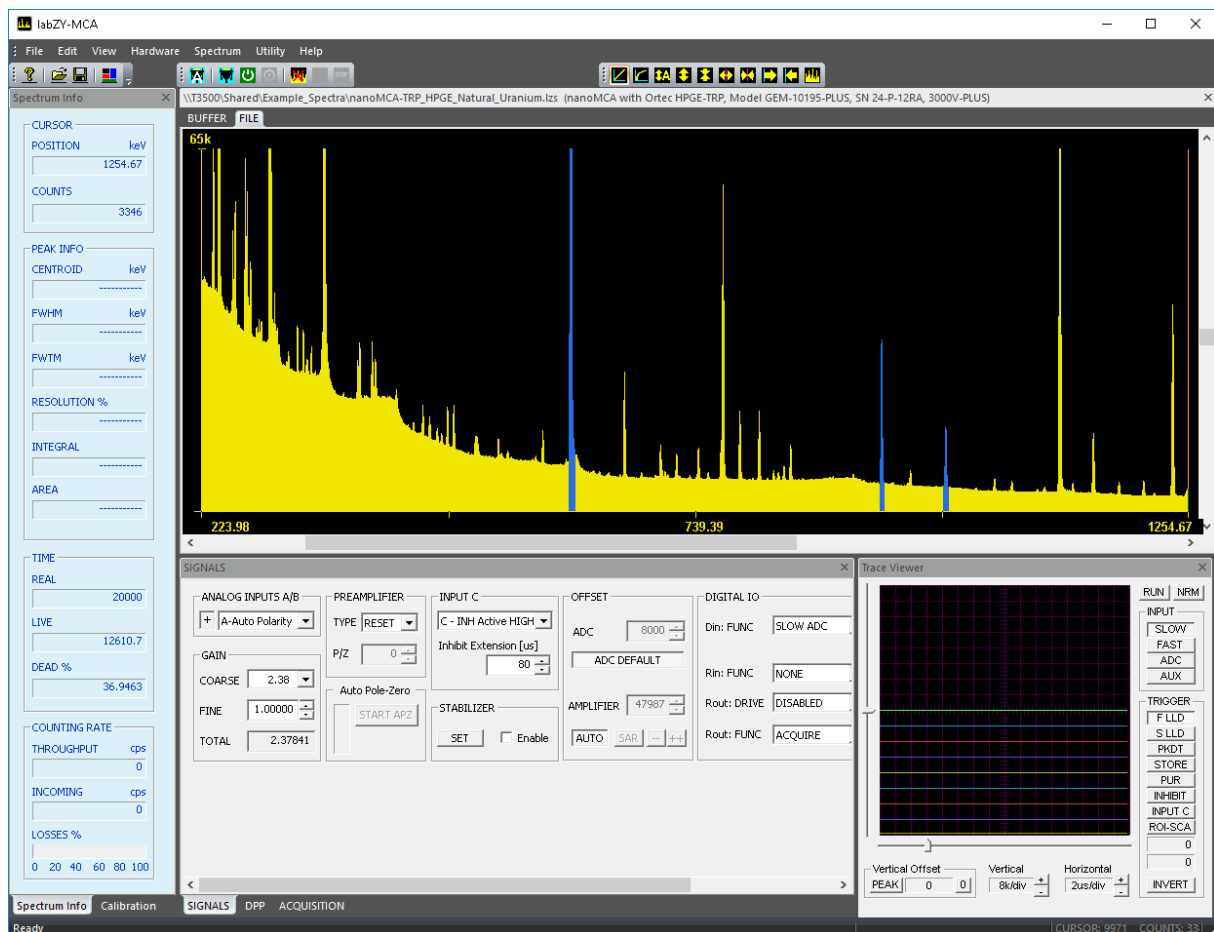 labZY-MCA
File Edit View Hardware Spectrum Utility Help
Spectrum Info
\\T3500\Shared\Example_Spectra\nanoMCA-TRP_HPGE_Natural_Uranium.lzs (nanoMCA with Ortec HPGE-TRP, Model GEM-10195-PLUS, SN 24-P-12RA, 3000V-PLUS)
BUFFER FILE
CURSOR
POSITION keV
1254.67
COUNTS
3346
PEAK INFO
CENTROID keV
-----------
FWHM keV
-----------
FWTM keV
-----------
RESOLUTION %
-----------
INTEGRAL
-----------
AREA
-----------
TIME
REAL
20000
LIVE
12610.7
DEAD %
36.9463
COUNTING RATE
THROUGHPUT cps
0
INCOMING cps
0
LOSSES %
0 20 40 60 80 100
Spectrum Info Calibration
65k
223.98 739.39 1254.67
SIGNALS
ANALOG INPUTS A/B
+ A-Auto Polarity
GAIN
COARSE 2.38
FINE 1.00000
TOTAL 2.37841
PREAMPLIFIER
TYPE RESET
P/Z 0
Auto Pole-Zero
START APZ
INPUT C
C - INH Active HIGH
Inhibit Extension [us]
80
STABILIZER
SET Enable
OFFSET
ADC 8000
ADC DEFAULT
AMPLIFIER 47987
AUTO SAR -- ++
DIGITAL IO
Din: FUNC SLOW ADC
Rin: FUNC NONE
Rout: DRIVE DISABLED
Rout: FUNC ACQUIRE
SIGNALS DPP ACQUISITION
Trace Viewer
RUN NRM
INPUT
SLOW
FAST
ADC
AUX
TRIGGER
F LLD
S LLD
PKDT
STORE
PUR
INHIBIT
INPUT C
ROI-SCA
0
0
INVERT
Vertical Offset
PEAK 0 0
Vertical
8k/div + -
Horizontal
2us/div + -
Ready
CURSOR: 9971 COUNTS: 33